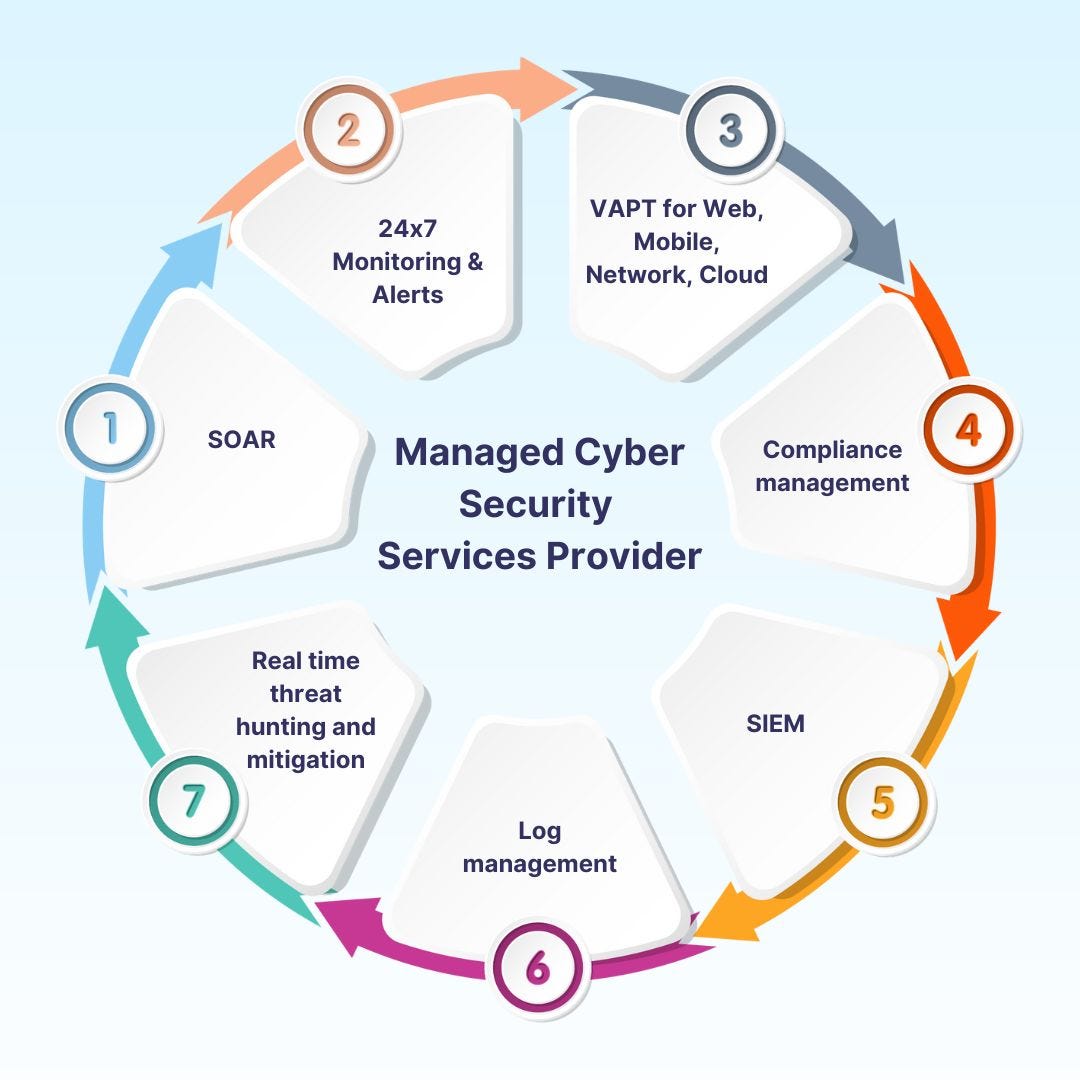 Managed Cyber
Security
Services Provider
1
SOAR
2
24x7
Monitoring &
Alerts
3
VAPT for Web,
Mobile,
Network, Cloud
4
Compliance
management
5
SIEM
6
Log
management
7
Real time
threat
hunting and
mitigation